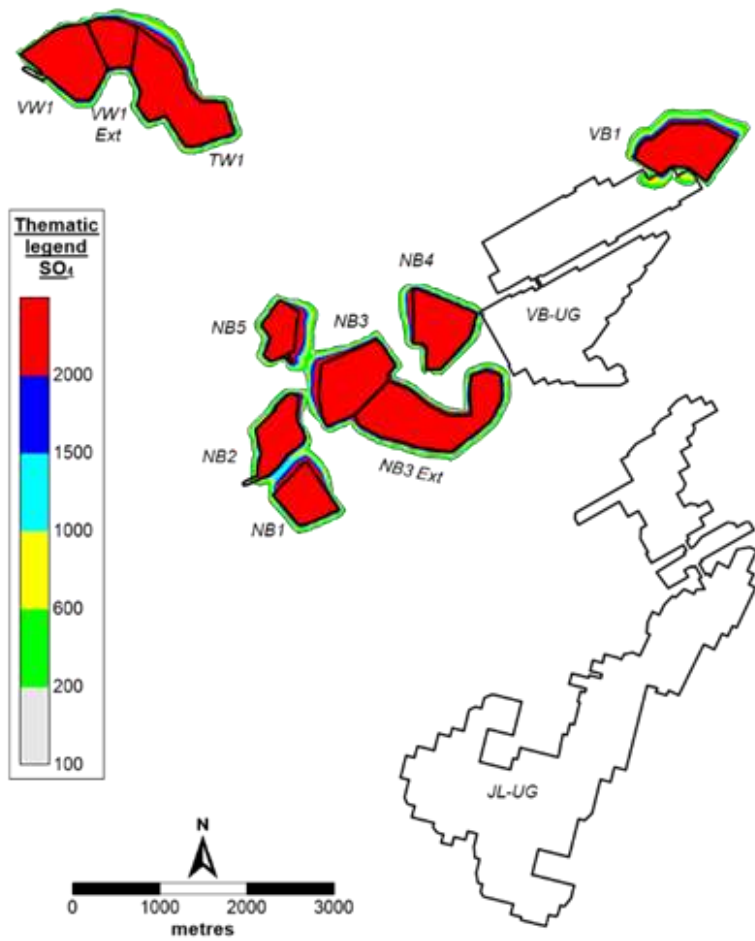 VW1
VW1
Ext
TW1
VB1
Thematic
legend
SO₄
2000
1500
1000
600
200
100
NB4
VB-UG
NB5
NB3
NB2
NB3 Ext
NB1
JL-UG
N
0 1000 2000 3000
metres